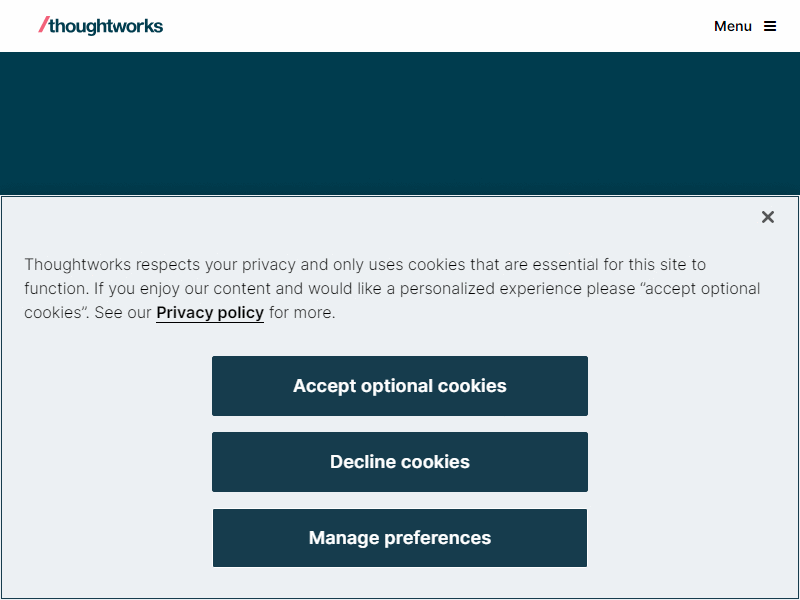 /thoughtworks
Menu
Thoughtworks respects your privacy and only uses cookies that are essential for this site to
function. If you enjoy our content and would like a personalized experience please “accept optional
cookies”. See our Privacy policy for more.
Accept optional cookies
Decline cookies
Manage preferences